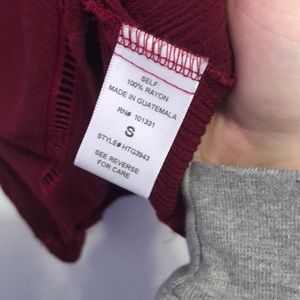 SELF:
100% RAYON
MADE IN GUATEMALA
RN# 101331
S
STYLE# HTG3943
SEE REVERSE
FOR CARE